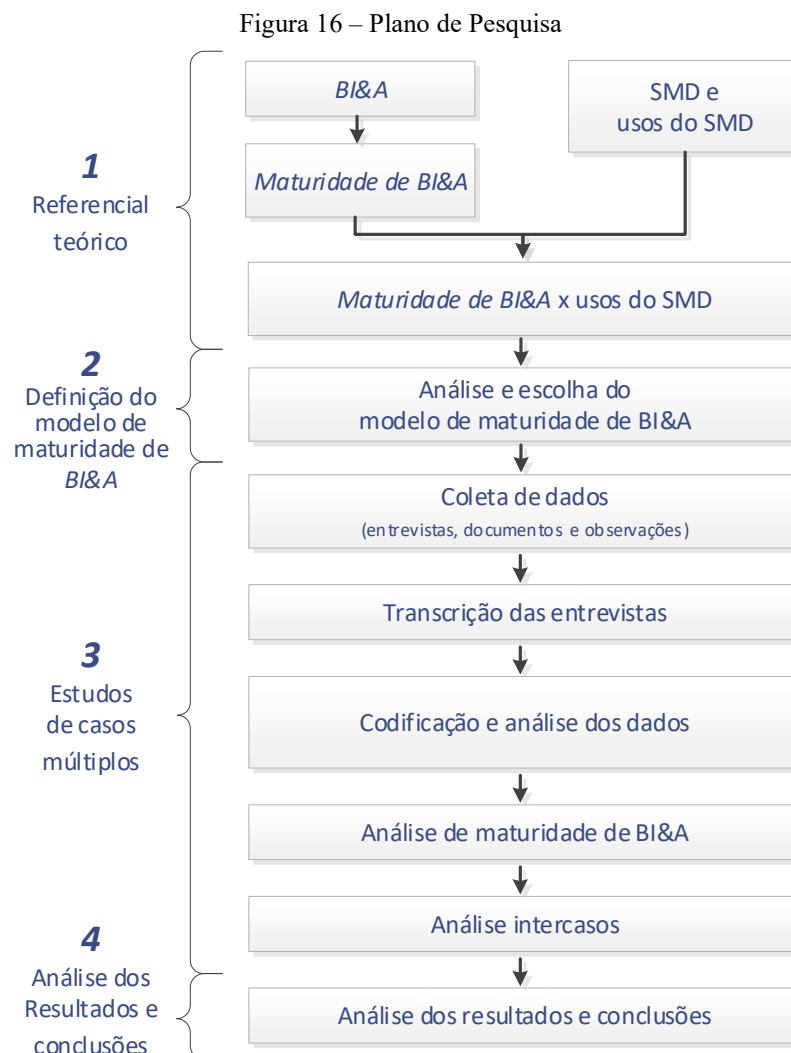 Figura 16 – Plano de Pesquisa
1
Referencial
teórico
BI&A
SMD e
usos do SMD
Maturidade de BI&A
Maturidade de BI&A x usos do SMD
2
Definição do
modelo de
maturidade de
BI&A
Análise e escolha do
modelo de maturidade de BI&A
3
Estudos
de casos
múltiplos
Coleta de dados
(entrevistas, documentos e observações)
Transcrição das entrevistas
Codificação e análise dos dados
Análise de maturidade de BI&A
Análise intercasos
4
Análise dos
Resultados e
conclusões
Análise dos resultados e conclusões